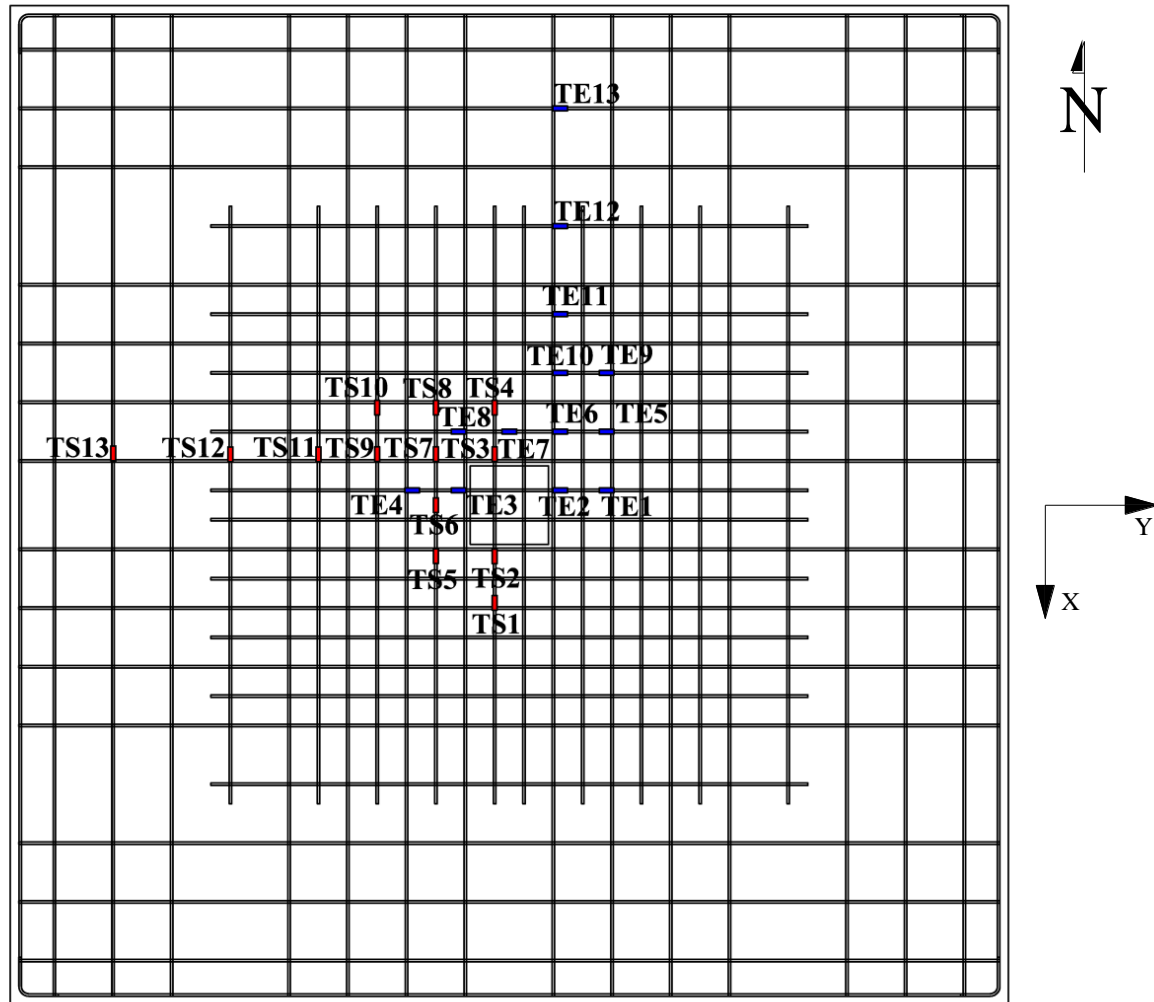 TE13
N
TE12
TE11
TE10 TE9
TS10 TS8 TS4
TE8 TE6 TE5
TS13 TS12 TS11 TS9 TS7 TS3 TE7
TE4 TE3 TE2 TE1
TS6
Y
TS5 TS2
X
TS1